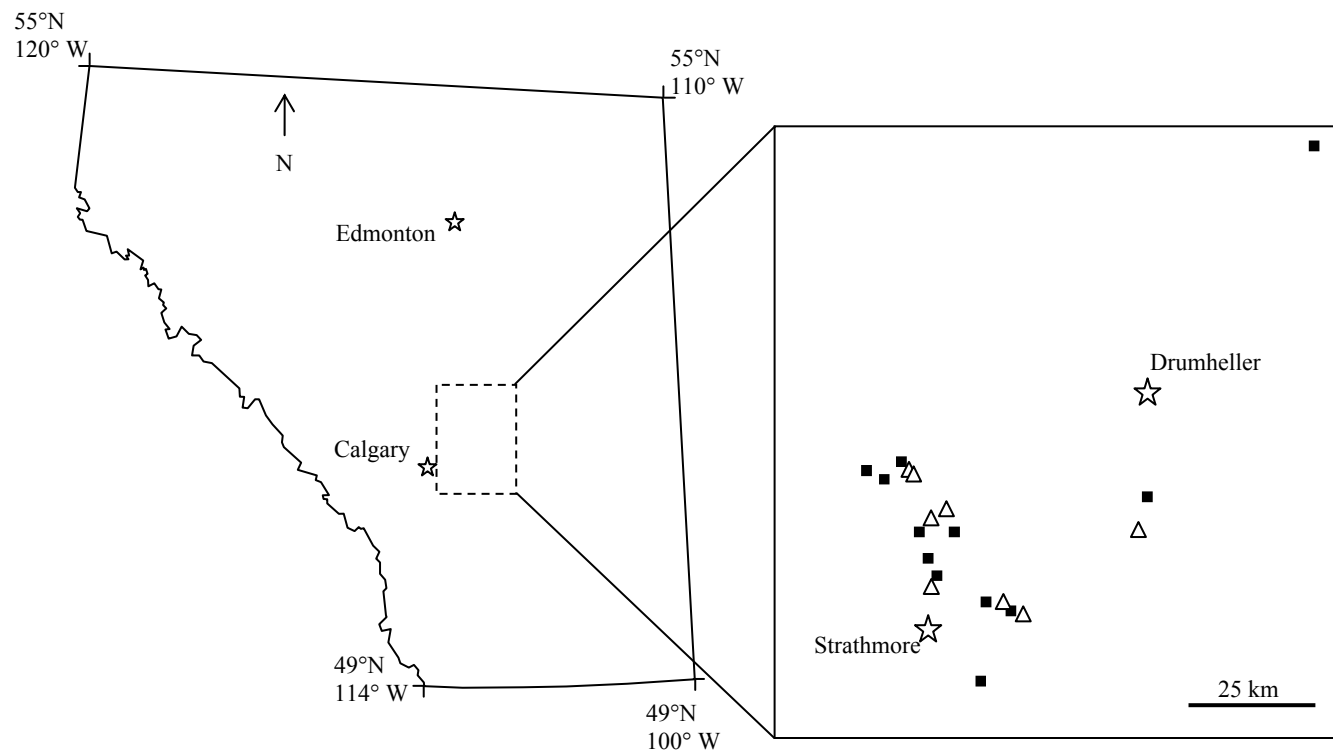 55°N
120° W
55°N
110° W
N
Edmonton
Drumheller
Calgary
Strathmore
49°N
114° W
25 km
49°N
100° W